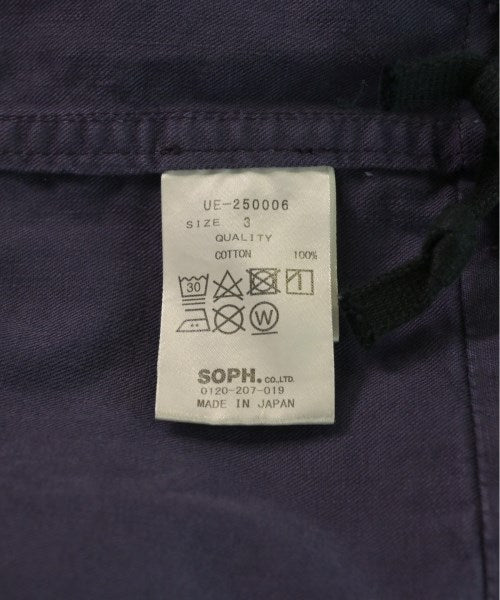 UE-250006
SIZE 3
QUALITY
COTTON 100%
30
W
SOPH. CO.,LTD.
0120-207-019
MADE IN JAPAN